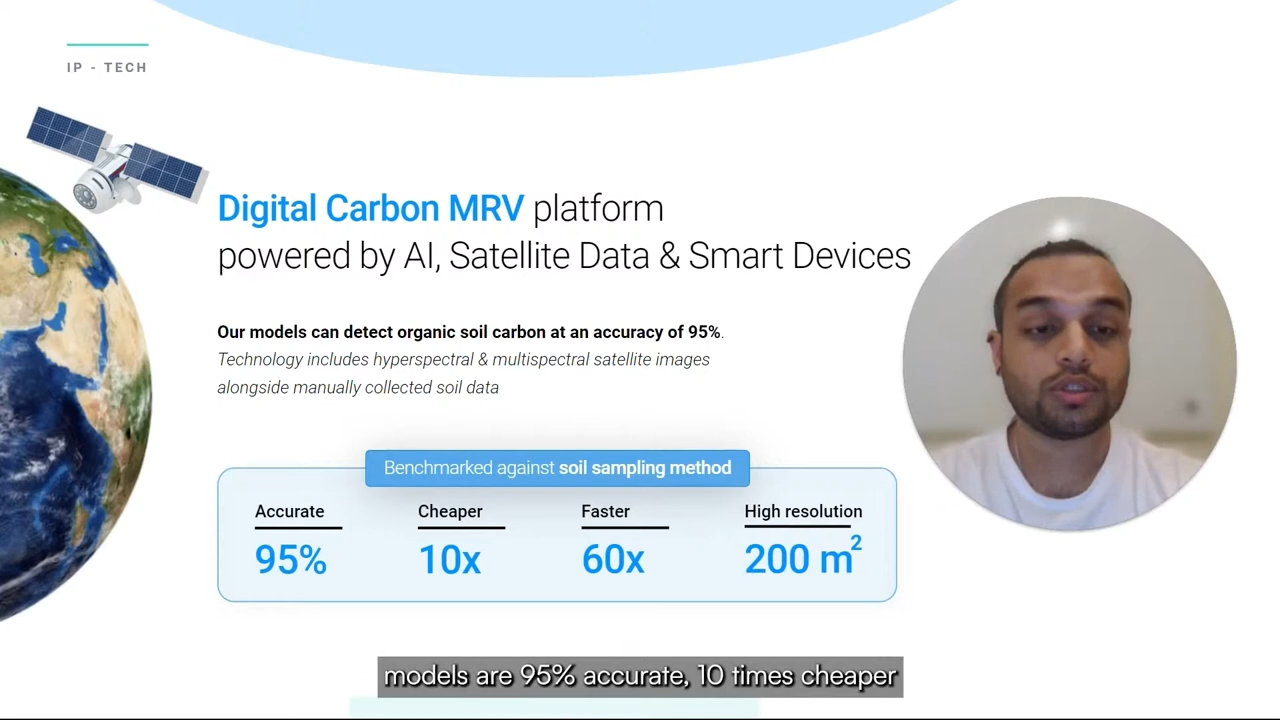 IP - TECH
Digital Carbon MRV platform
powered by AI, Satellite Data & Smart Devices
Our models can detect organic soil carbon at an accuracy of 95%.
Technology includes hyperspectral & multispectral satellite images
alongside manually collected soil data
Benchmarked against soil sampling method
Accurate
95%
Cheaper
10x
Faster
60x
High resolution
200 m²
models are 95% accurate, 10 times cheaper